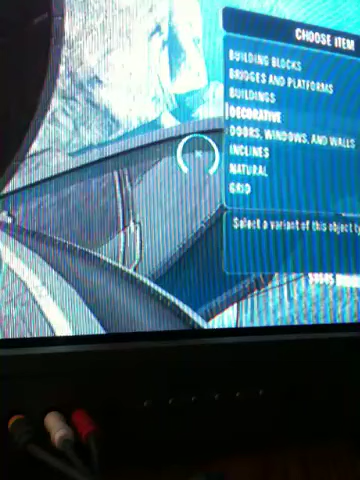 CHOOSE ITEM
BUILDING BLOCKS
BRIDGES AND PLATFORMS
BUILDINGS
DECORATIVE
DOORS, WINDOWS, AND WALLS
INCLINES
NATURAL
GRID
Select a variant of this object ty